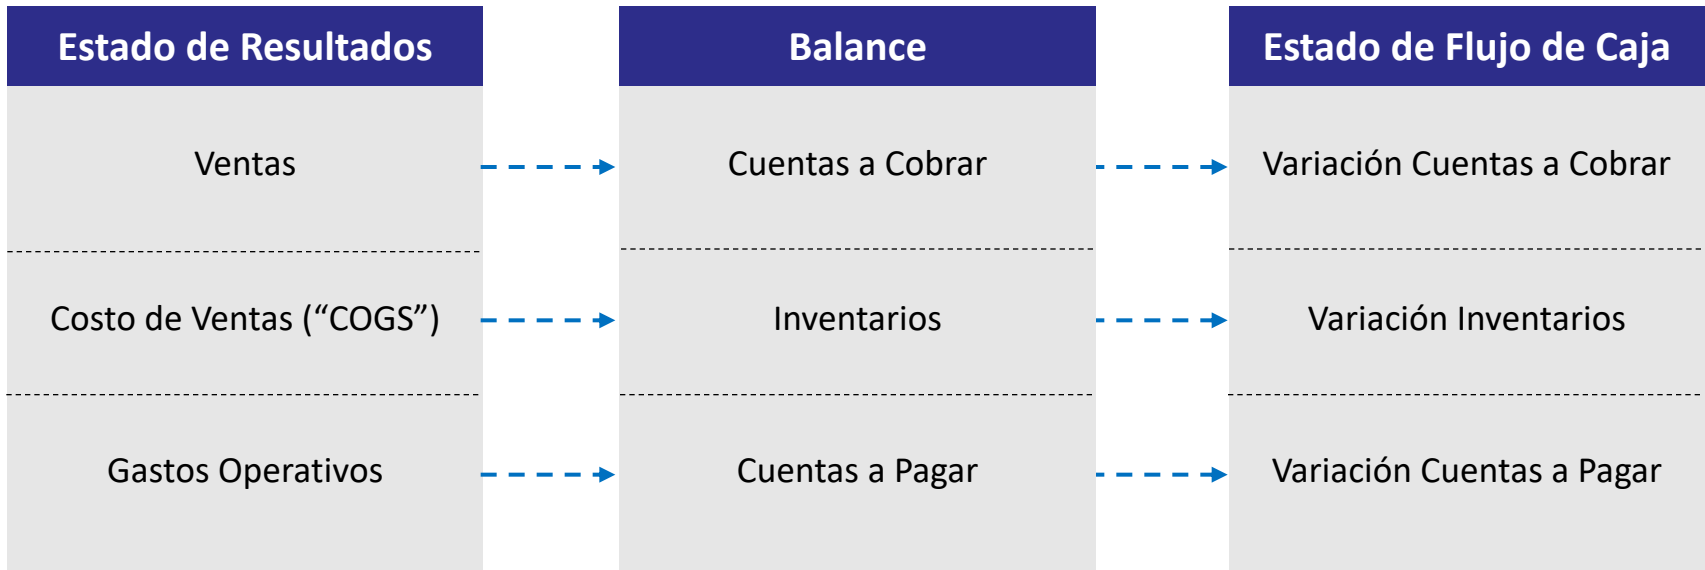 Estado de Resultados
Balance
Estado de Flujo de Caja
Ventas
Cuentas a Cobrar
Variación Cuentas a Cobrar
Costo de Ventas (“COGS”)
Inventarios
Variación Inventarios
Gastos Operativos
Cuentas a Pagar
Variación Cuentas a Pagar